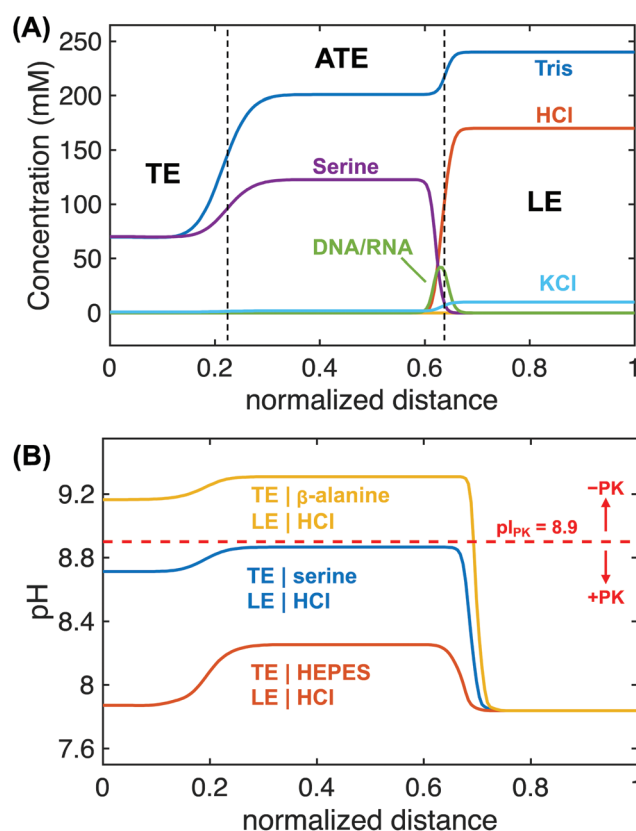 (A)
250
200
150
100
50
0
Concentration (mM)
TE
ATE
LE
Tris
HCl
Serine
DNA/RNA
KCl
0
0.2
0.4
0.6
0.8
1
normalized distance
(B)
9.2
8.8
8.4
8
7.6
pH
TE | β-alanine
LE | HCl
−PK
pIPK = 8.9
+PK
TE | serine
LE | HCl
TE | HEPES
LE | HCl
0
0.2
0.4
0.6
0.8
1
normalized distance